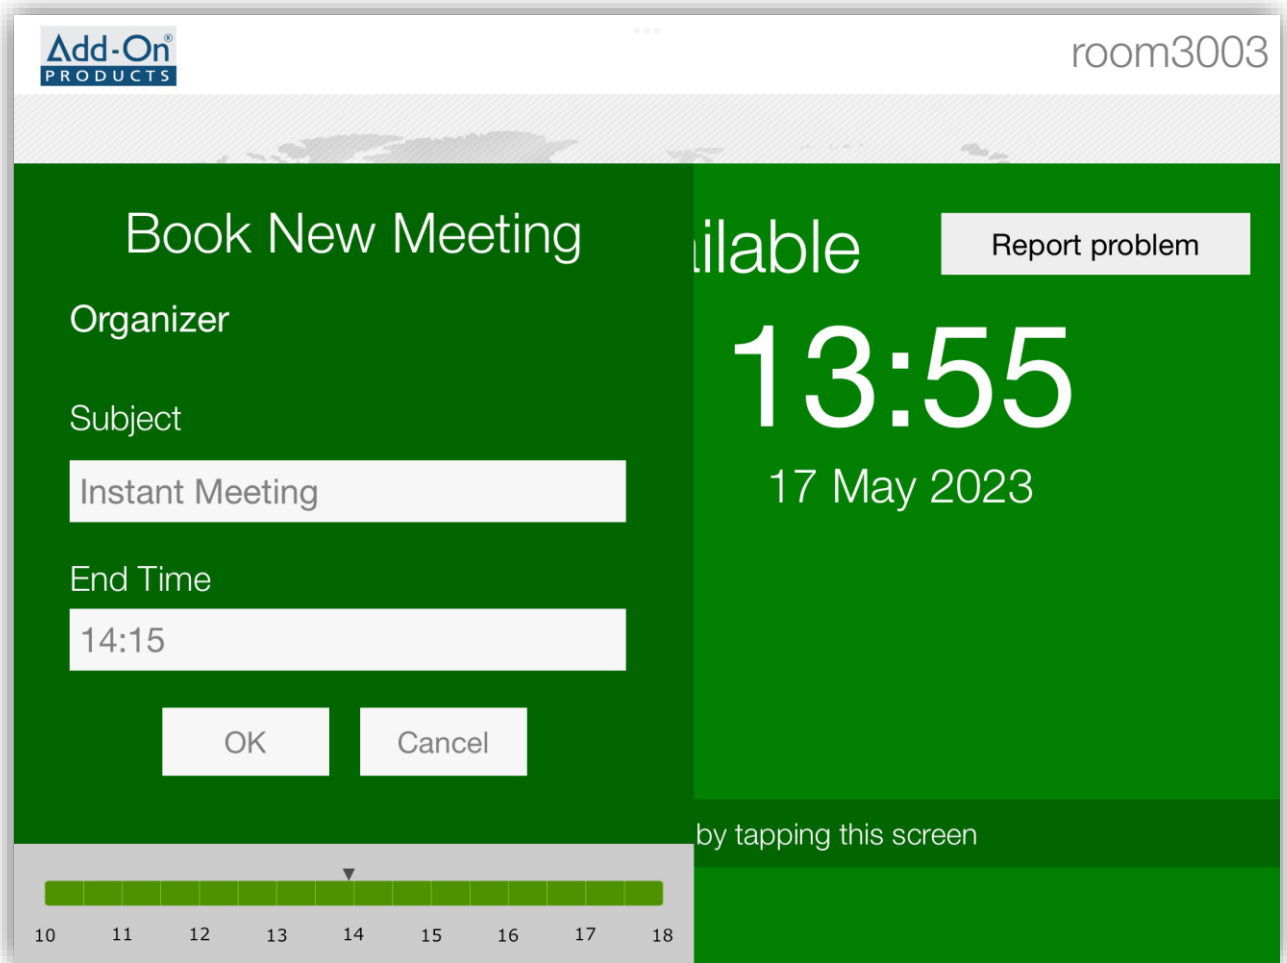 Add-On®
PRODUCTS
room3003
Book New Meeting
Organizer
Subject
Instant Meeting
End Time
14:15
OK
Cancel
ilable
Report problem
13:55
17 May 2023
by tapping this screen
10 11 12 13 14 15 16 17 18